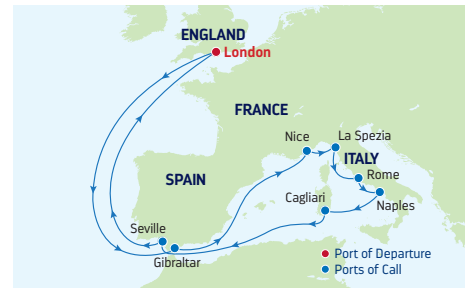 ENGLAND
London
FRANCE
Nice
La Spezia
ITALY
Rome
SPAIN
Cagliari
Naples
Seville
Gibraltar
Port of Departure
Ports of Call